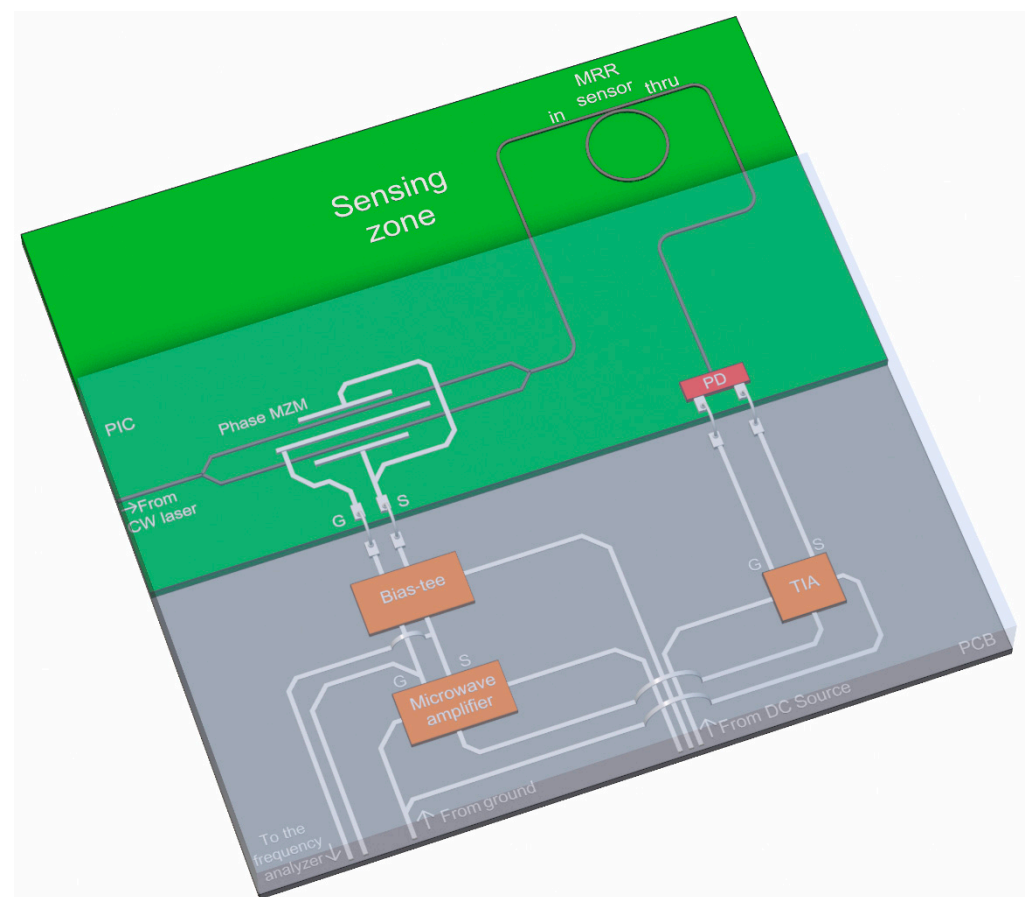 MRR
sensor
in
thru
Sensing
zone
PIC
Phase MZM
PD
→From
CW laser
G
S
Bias-tee
G
S
TIA
S
G
Microwave
amplifier
PCB
↑ From DC Source
↑ From ground
To the
frequency
analyzer ↓